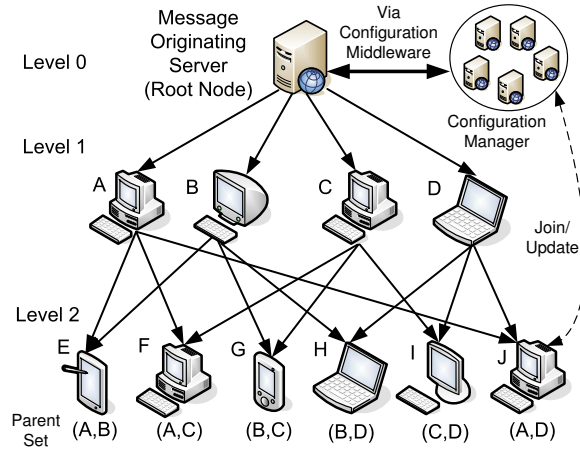 Message
Originating
Server
(Root Node)
Via
Configuration
Middleware
Level 0
Configuration
Manager
Level 1
A
B
C
D
Join/
Update
Level 2
E
F
G
H
I
J
Parent
Set
(A,B)
(A,C)
(B,C)
(B,D)
(C,D)
(A,D)